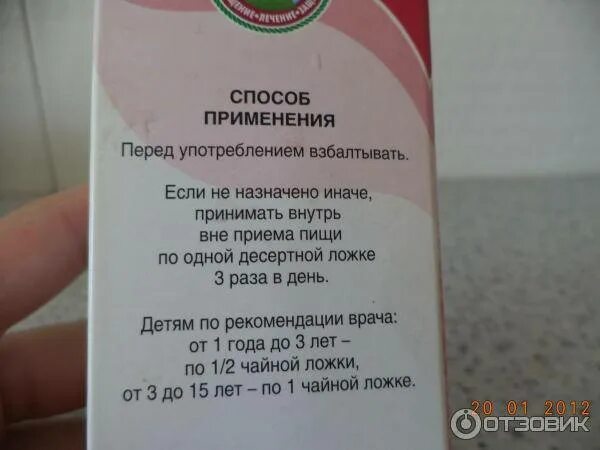 ЛЕЧЕНИЕ
СПОСОБ
ПРИМЕНЕНИЯ
Перед употреблением взбалтывать.
Если не назначено иначе,
принимать внутрь
вне приема пищи
по одной десертной ложке
3 раза в день.
Детям по рекомендации врача:
от 1 года до 3 лет –
по 1/2 чайной ложки,
от 3 до 15 лет – по 1 чайной ложке.
20 01 2012
ОТЗОВИК